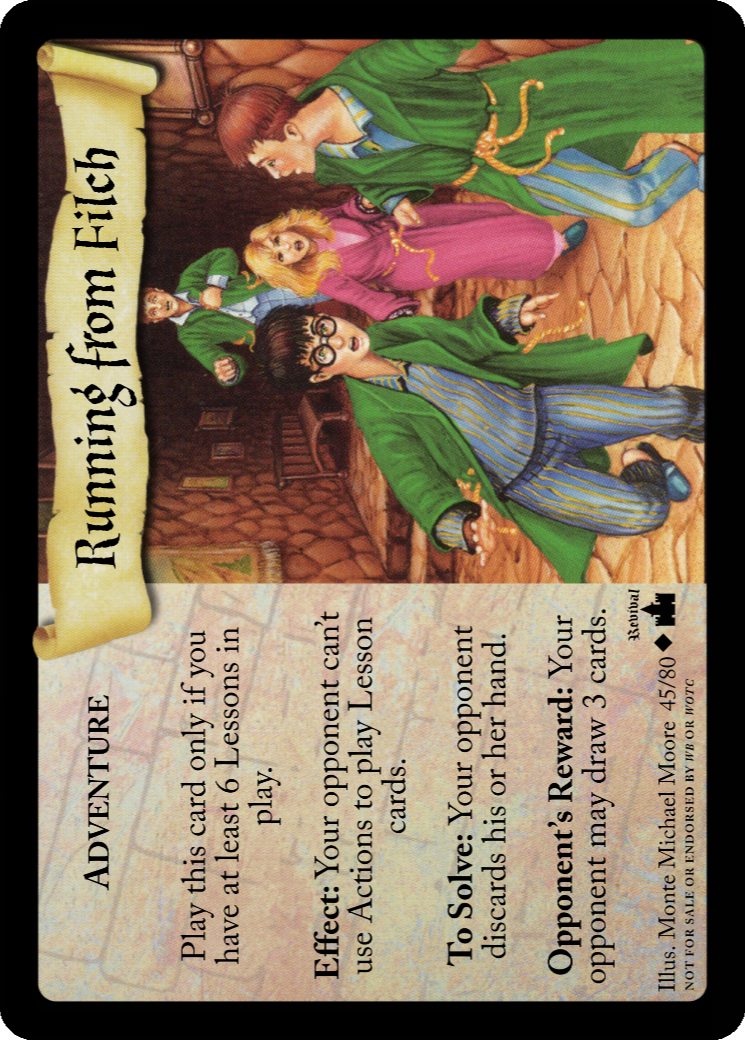 Running from Filch
ADVENTURE
Play this card only if you
have at least 6 Lessons in
play.
Effect: Your opponent can't
use Actions to play Lesson
cards.
To Solve: Your opponent
discards his or her hand.
Opponent's Reward: Your
opponent may draw 3 cards.
Revival
Illus. Monte Michael Moore 45/80
NOT FOR SALE OR ENDORSED BY WB OR WOTC